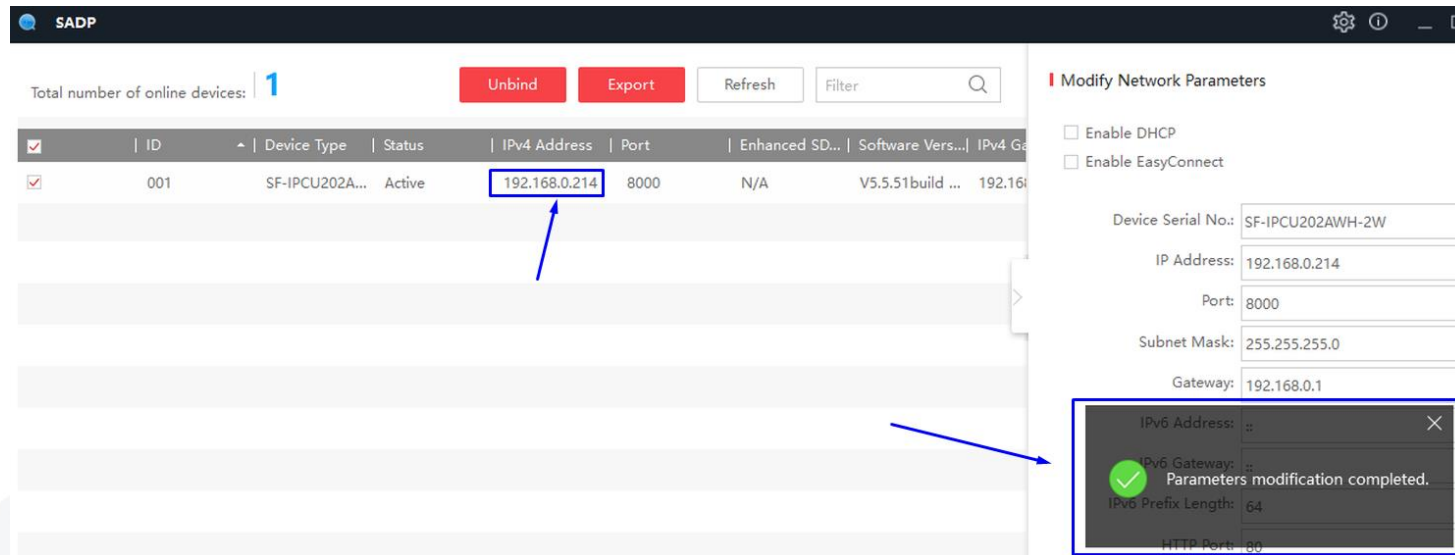 SADP
Total number of online devices: 1
Unbind
Export
Refresh
Filter
ID
Device Type
Status
IPv4 Address
Port
Enhanced SD...
Software Vers...
IPv4 Ga
001
SF-IPCU202A...
Active
192.168.0.214
8000
N/A
V5.5.51build ...
192.168
Modify Network Parameters
Enable DHCP
Enable EasyConnect
Device Serial No.: SF-IPCU202AWH-2W
IP Address: 192.168.0.214
Port: 8000
Subnet Mask: 255.255.255.0
Gateway: 192.168.0.1
IPv6 Address: ::
IPv6 Gateway: ::
Parameters modification completed.
IPv6 Prefix Length: 64
HTTP Port: 80